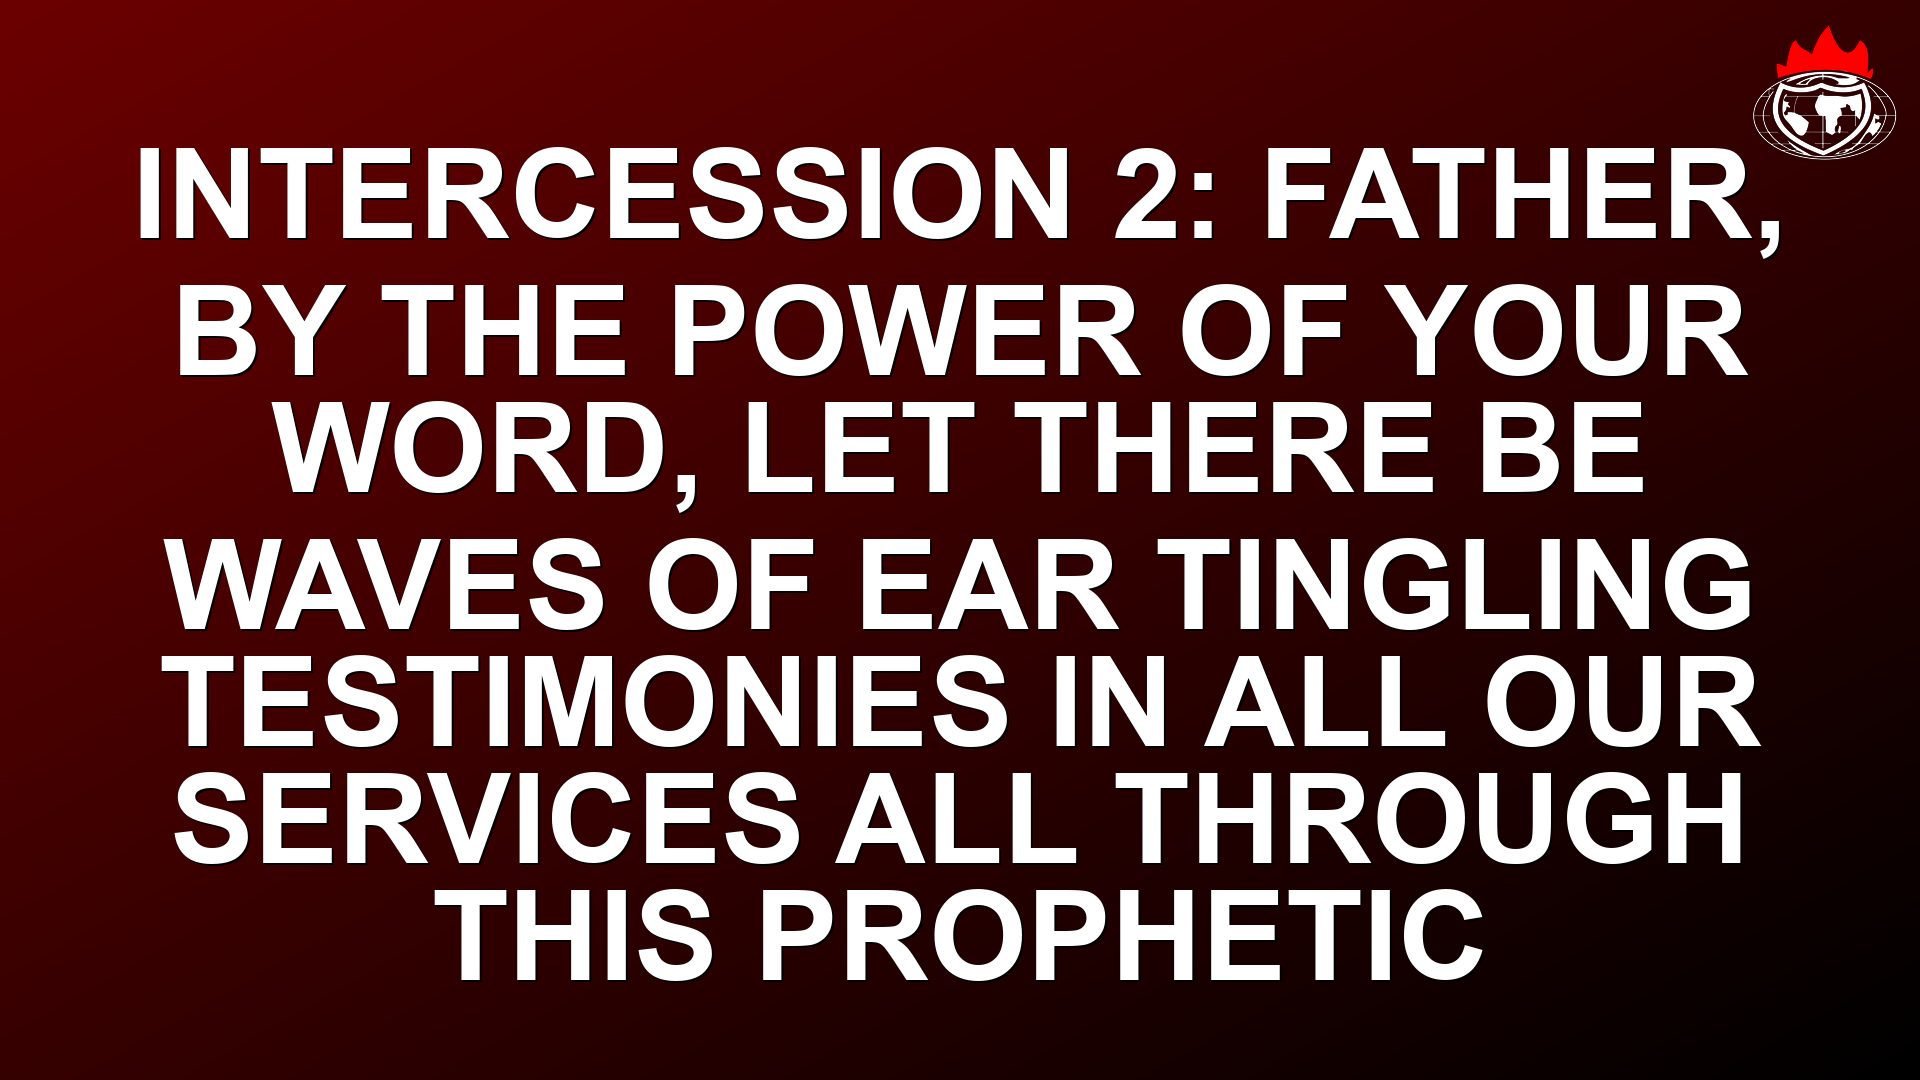 INTERCESSION 2: FATHER,
BY THE POWER OF YOUR
WORD, LET THERE BE
WAVES OF EAR TINGLING
TESTIMONIES IN ALL OUR
SERVICES ALL THROUGH
THIS PROPHETIC